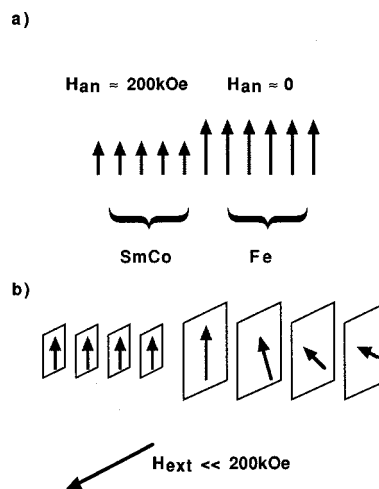 a)
Han ≈ 200kOe Han ≈ 0
SmCo Fe
b)
Hext << 200kOe